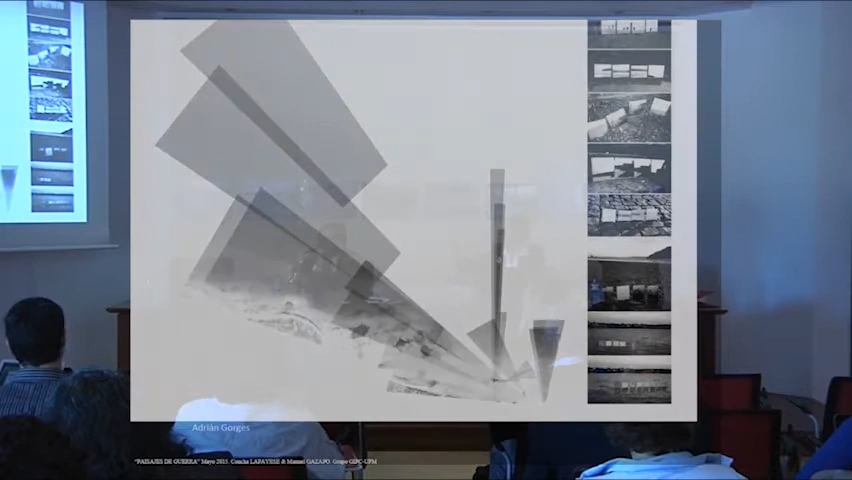 Adrián Gorges
"PAISAJES DE GUERRA" Mayo 2015. Concha LAPAYESE & Manuel GAZAPO. Grupo GIPC-UPM